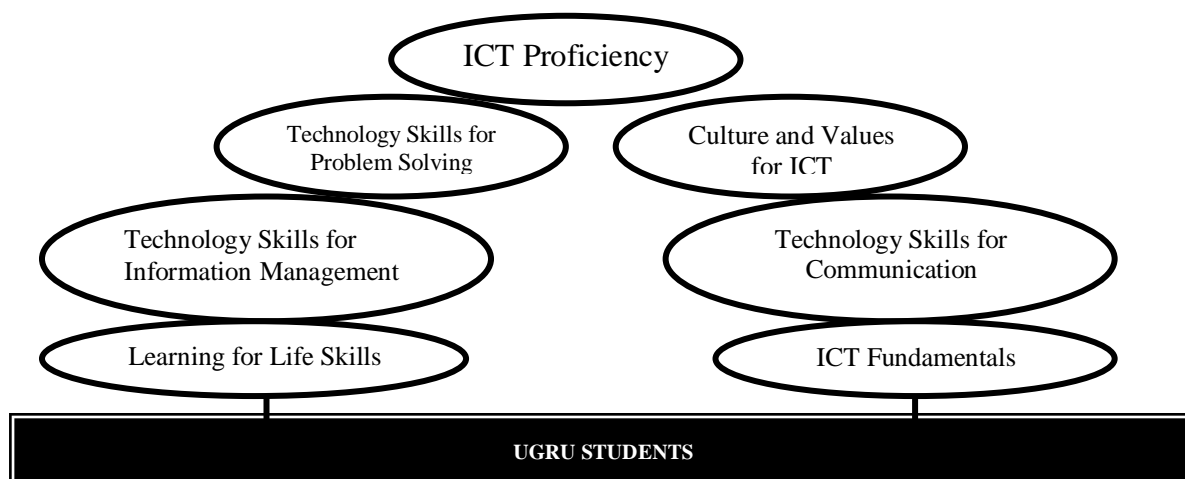 ICT Proficiency
Technology Skills for
Problem Solving
Culture and Values
for ICT
Technology Skills for
Information Management
Technology Skills for
Communication
Learning for Life Skills
ICT Fundamentals
UGRU STUDENTS